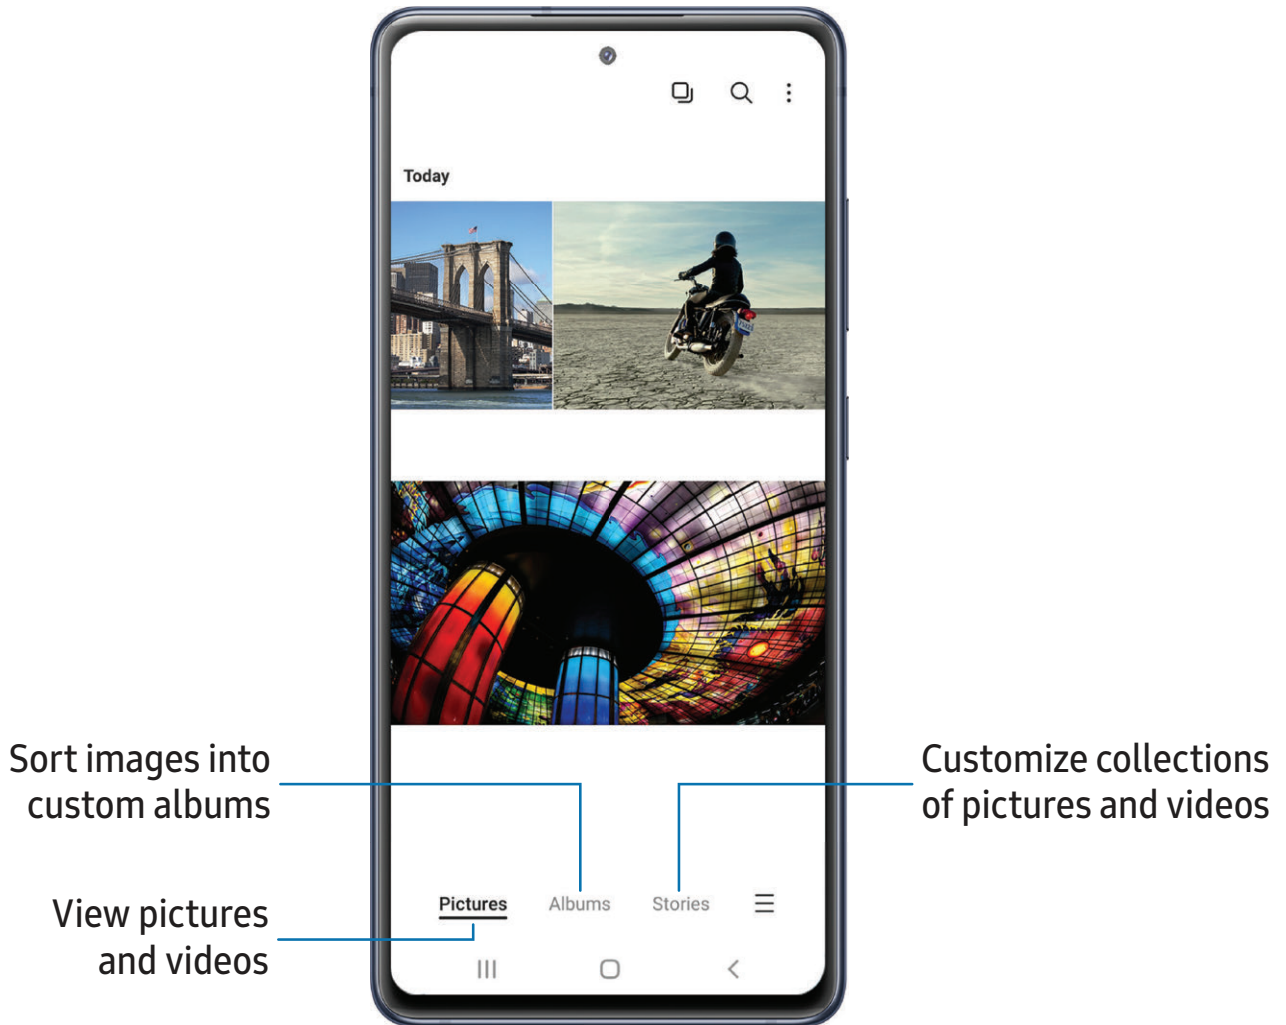 Today
Sort images into
custom albums
Customize collections
of pictures and videos
View pictures
and videos
Pictures Albums Stories